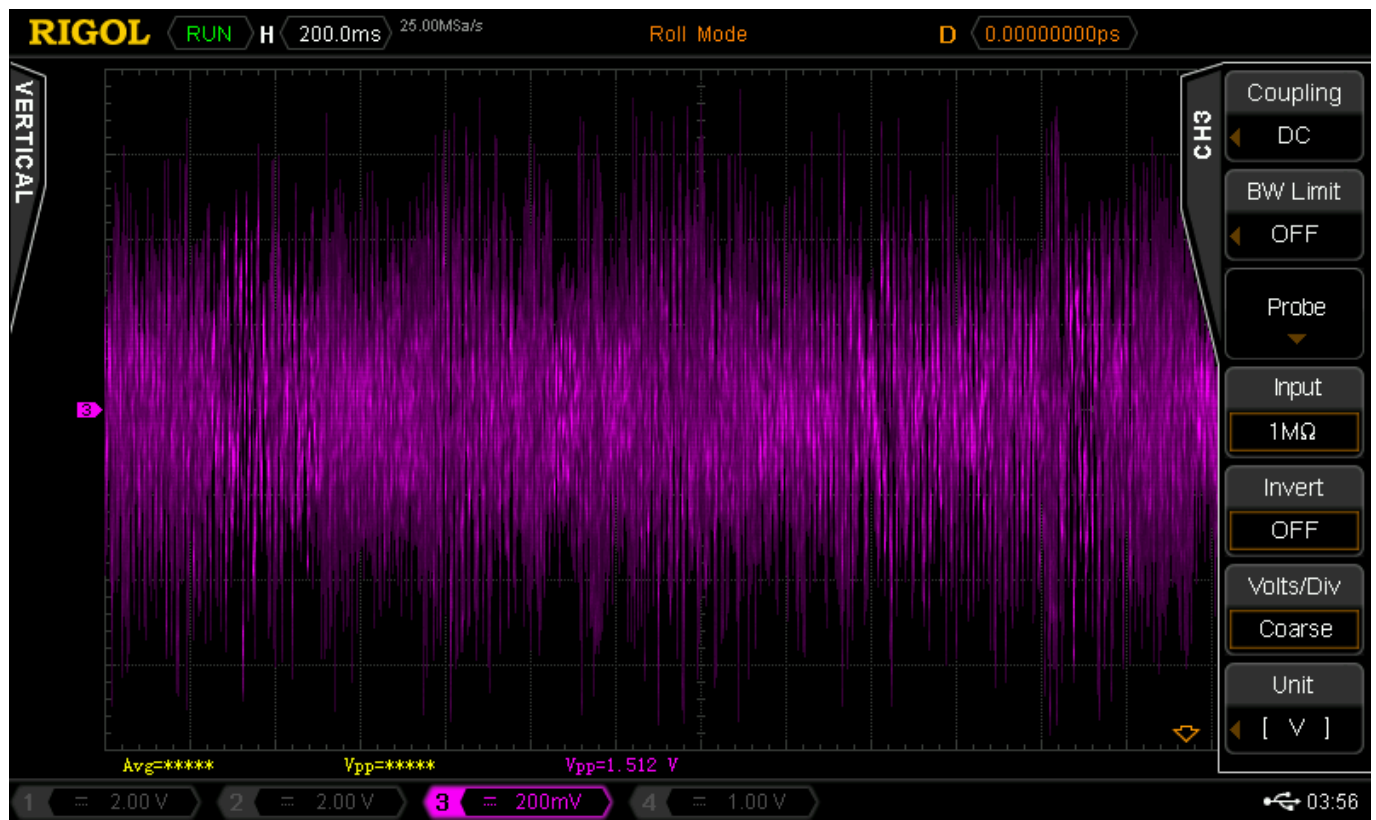 RIGOL RUN H 200.0ms 25.00MSa/s Roll Mode D 0.00000000ps
VERTICAL
CH3
Coupling
DC
BW Limit
OFF
Probe
Input
1MΩ
Invert
OFF
Volts/Div
Coarse
Unit
[ V ]
3
Avg=***** Vpp=***** Vpp=1.512 V
1 = 2.00 V 2 = 2.00 V 3 = 200mV 4 = 1.00 V 03:56